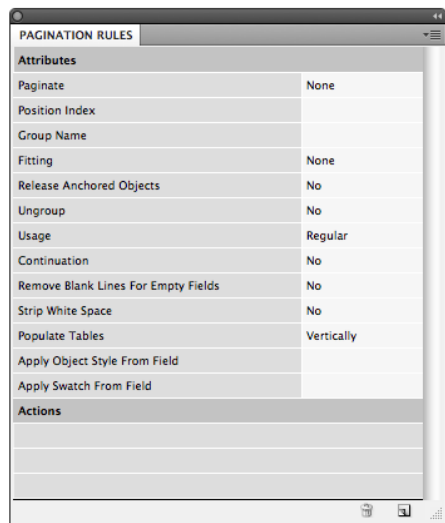 PAGINATION RULES
Attributes
Paginate None
Position Index
Group Name
Fitting None
Release Anchored Objects No
Ungroup No
Usage Regular
Continuation No
Remove Blank Lines For Empty Fields No
Strip White Space No
Populate Tables Vertically
Apply Object Style From Field
Apply Swatch From Field
Actions